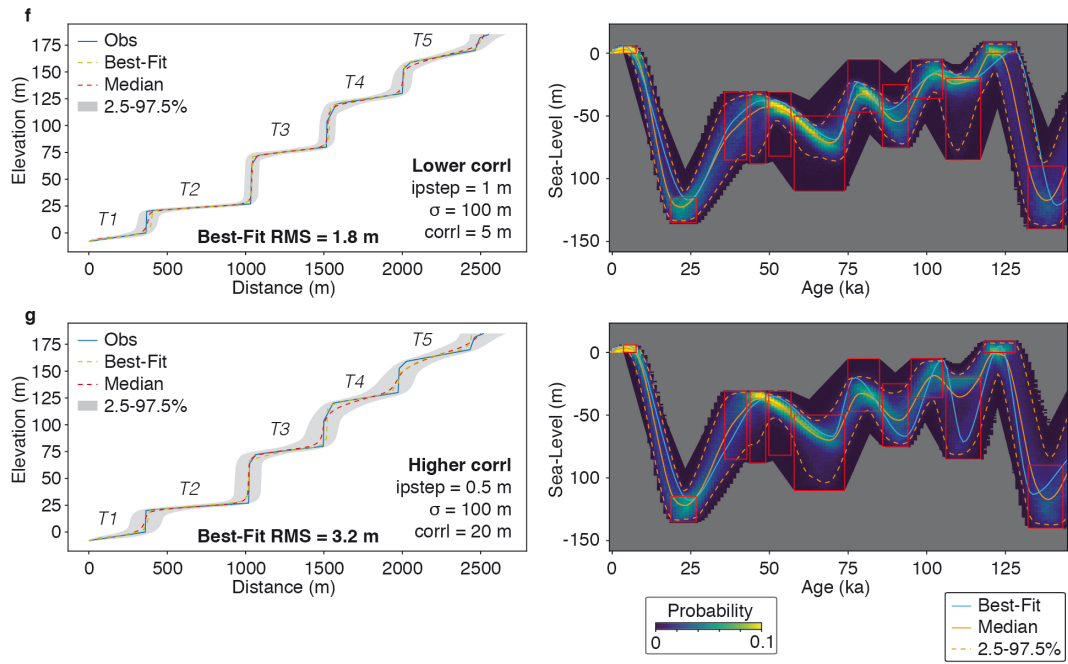 f
175
150
125
100
75
50
25
0
Elevation (m)
Obs
Best-Fit
Median
2.5-97.5%
T1
T2
T3
T4
T5
Lower corrl
ipstep = 1 m
σ = 100 m
corrl = 5 m
Best-Fit RMS = 1.8 m
0 500 1000 1500 2000 2500
Distance (m)
0
-50
-100
-150
Sea-Level (m)
0 25 50 75 100 125
Age (ka)
g
175
150
125
100
75
50
25
0
Elevation (m)
Obs
Best-Fit
Median
2.5-97.5%
T1
T2
T3
T4
T5
Higher corrl
ipstep = 0.5 m
σ = 100 m
corrl = 20 m
Best-Fit RMS = 3.2 m
0 500 1000 1500 2000 2500
Distance (m)
0
-50
-100
-150
Sea-Level (m)
0 25 50 75 100 125
Age (ka)
Probability
0 0.1
Best-Fit
Median
2.5-97.5%